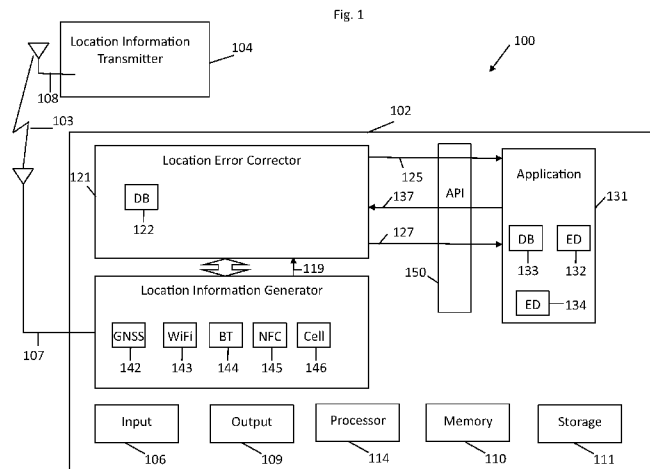 Fig. 1
Location Information
Transmitter
104
100
108
103
102
Location Error Corrector
121
DB
122
125
API
137
127
150
Application
131
DB
ED
133
132
ED
134
119
Location Information Generator
GNSS
WiFi
BT
NFC
Cell
142
143
144
145
146
107
Input
Output
Processor
Memory
Storage
106
109
114
110
111